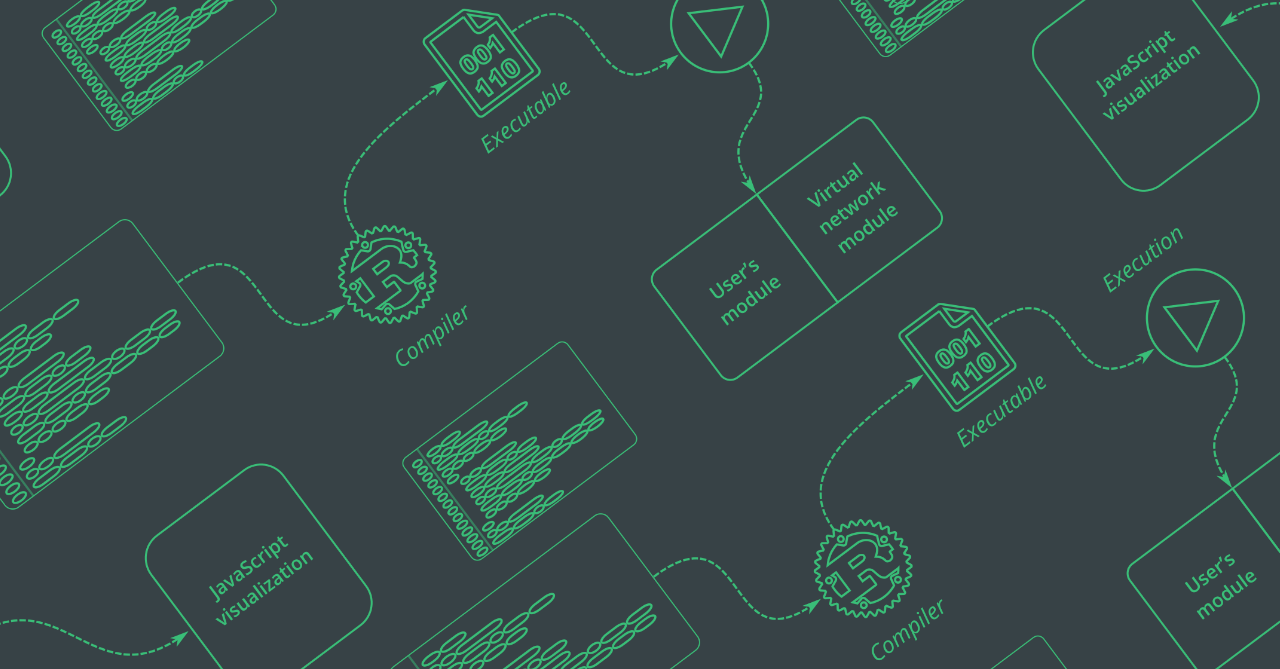 001
110
Executable
JavaScript
visualization
Virtual
network
module
User's
module
Execution
R
Compiler
001
110
Executable
JavaScript
visualization
R
Compiler
User's
module